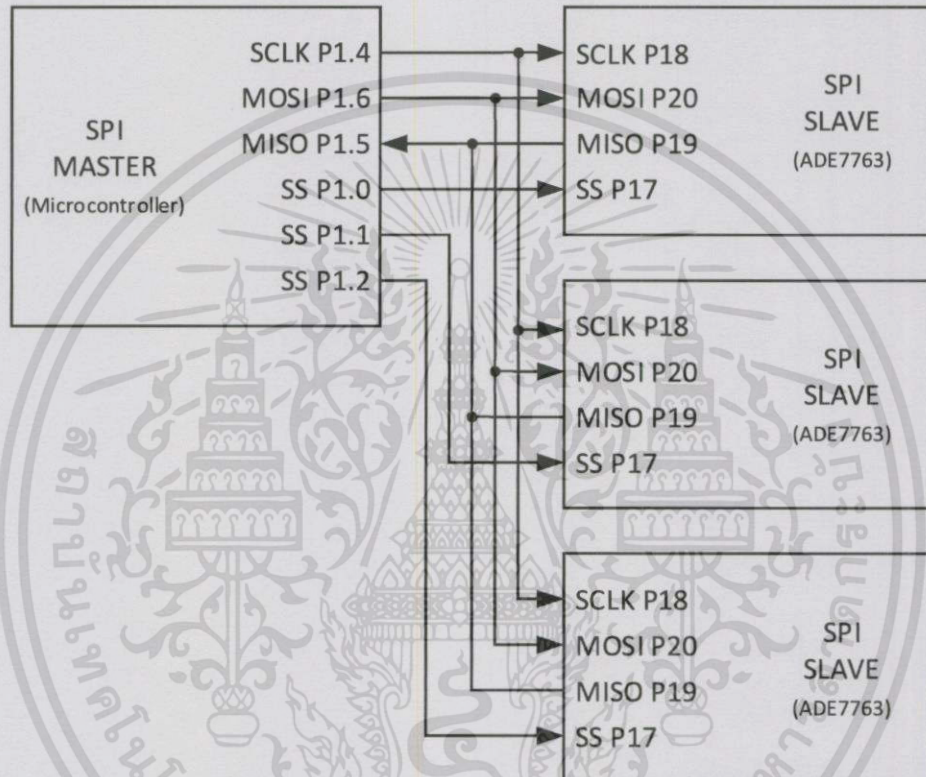 SPI
MASTER
(Microcontroller)
SCLK P1.4
MOSI P1.6
MISO P1.5
SS P1.0
SS P1.1
SS P1.2
SCLK P18
MOSI P20
MISO P19
SS P17
SPI
SLAVE
(ADE7763)
SCLK P18
MOSI P20
MISO P19
SS P17
SPI
SLAVE
(ADE7763)
SCLK P18
MOSI P20
MISO P19
SS P17
SPI
SLAVE
(ADE7763)